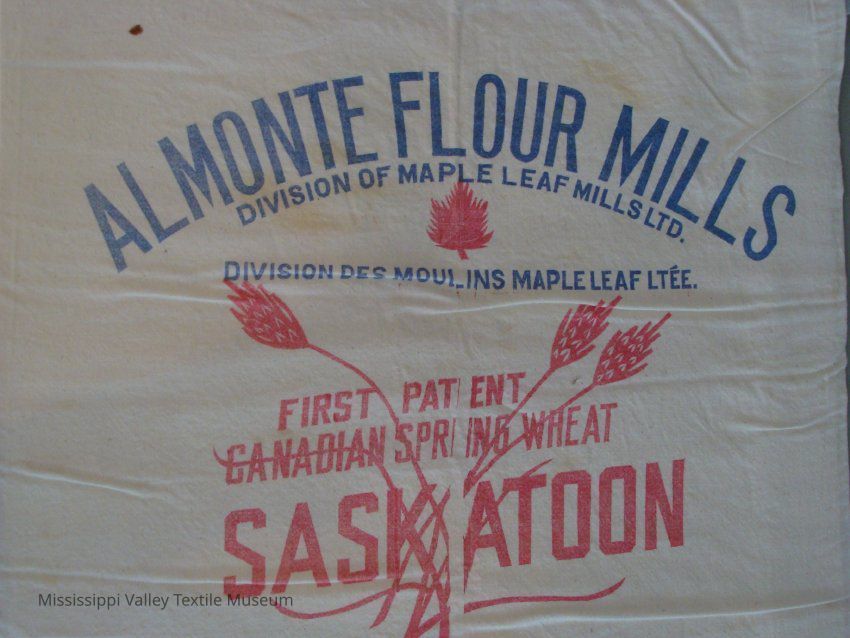 ALMONTE FLOUR MILLS
DIVISION OF MAPLE LEAF MILLS LTD.
DIVISION DES MOULINS MAPLE LEAF LTÉE.
FIRST PATENT
CANADIAN SPRING WHEAT
SASKATOON
Mississippi Valley Textile Museum